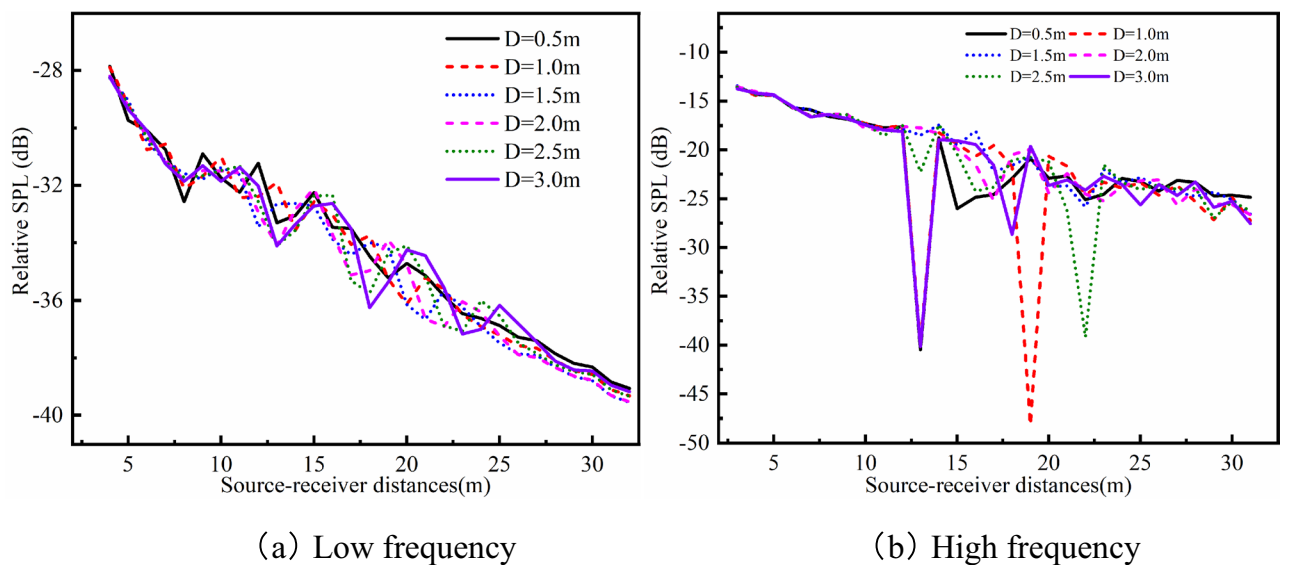 Relative SPL (dB)
-28
-32
-36
-40
5 10 15 20 25 30
Source-receiver distances(m)
D=0.5m
D=1.0m
D=1.5m
D=2.0m
D=2.5m
D=3.0m
(a) Low frequency
Relative SPL (dB)
-10
-15
-20
-25
-30
-35
-40
-45
-50
5 10 15 20 25 30
Source-receiver distances(m)
D=0.5m D=1.0m
D=1.5m D=2.0m
D=2.5m D=3.0m
(b) High frequency